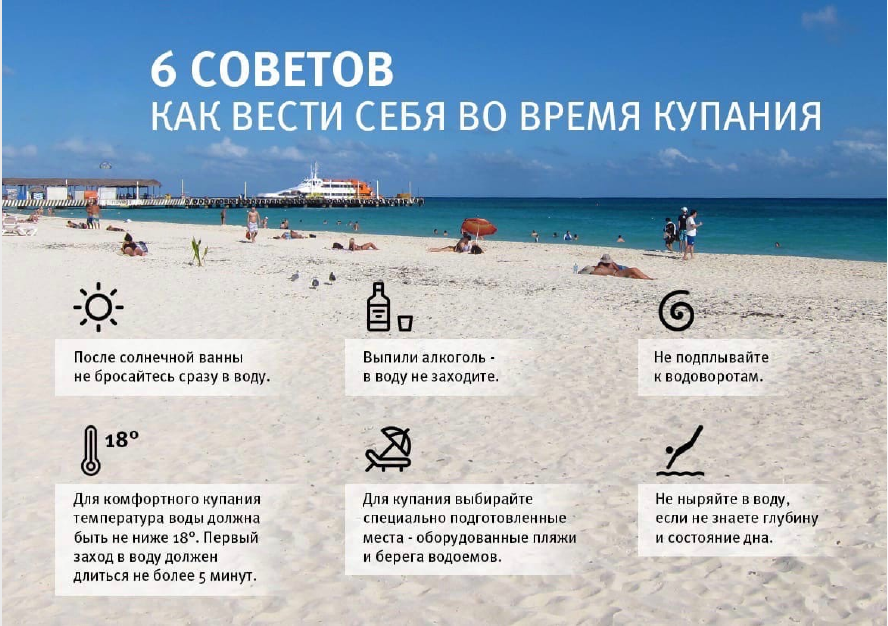 6 СОВЕТОВ
КАК ВЕСТИ СЕБЯ ВО ВРЕМЯ КУПАНИЯ
После солнечной ванны
не бросайтесь сразу в воду.
Выпили алкоголь -
в воду не заходите.
Не подплывайте
к водоворотам.
18°
Для комфортного купания
температура воды должна
быть не ниже 18°. Первый
заход в воду должен
длиться не более 5 минут.
Для купания выбирайте
специально подготовленные
места - оборудованные пляжи
и берега водоемов.
Не ныряйте в воду,
если не знаете глубину
и состояние дна.